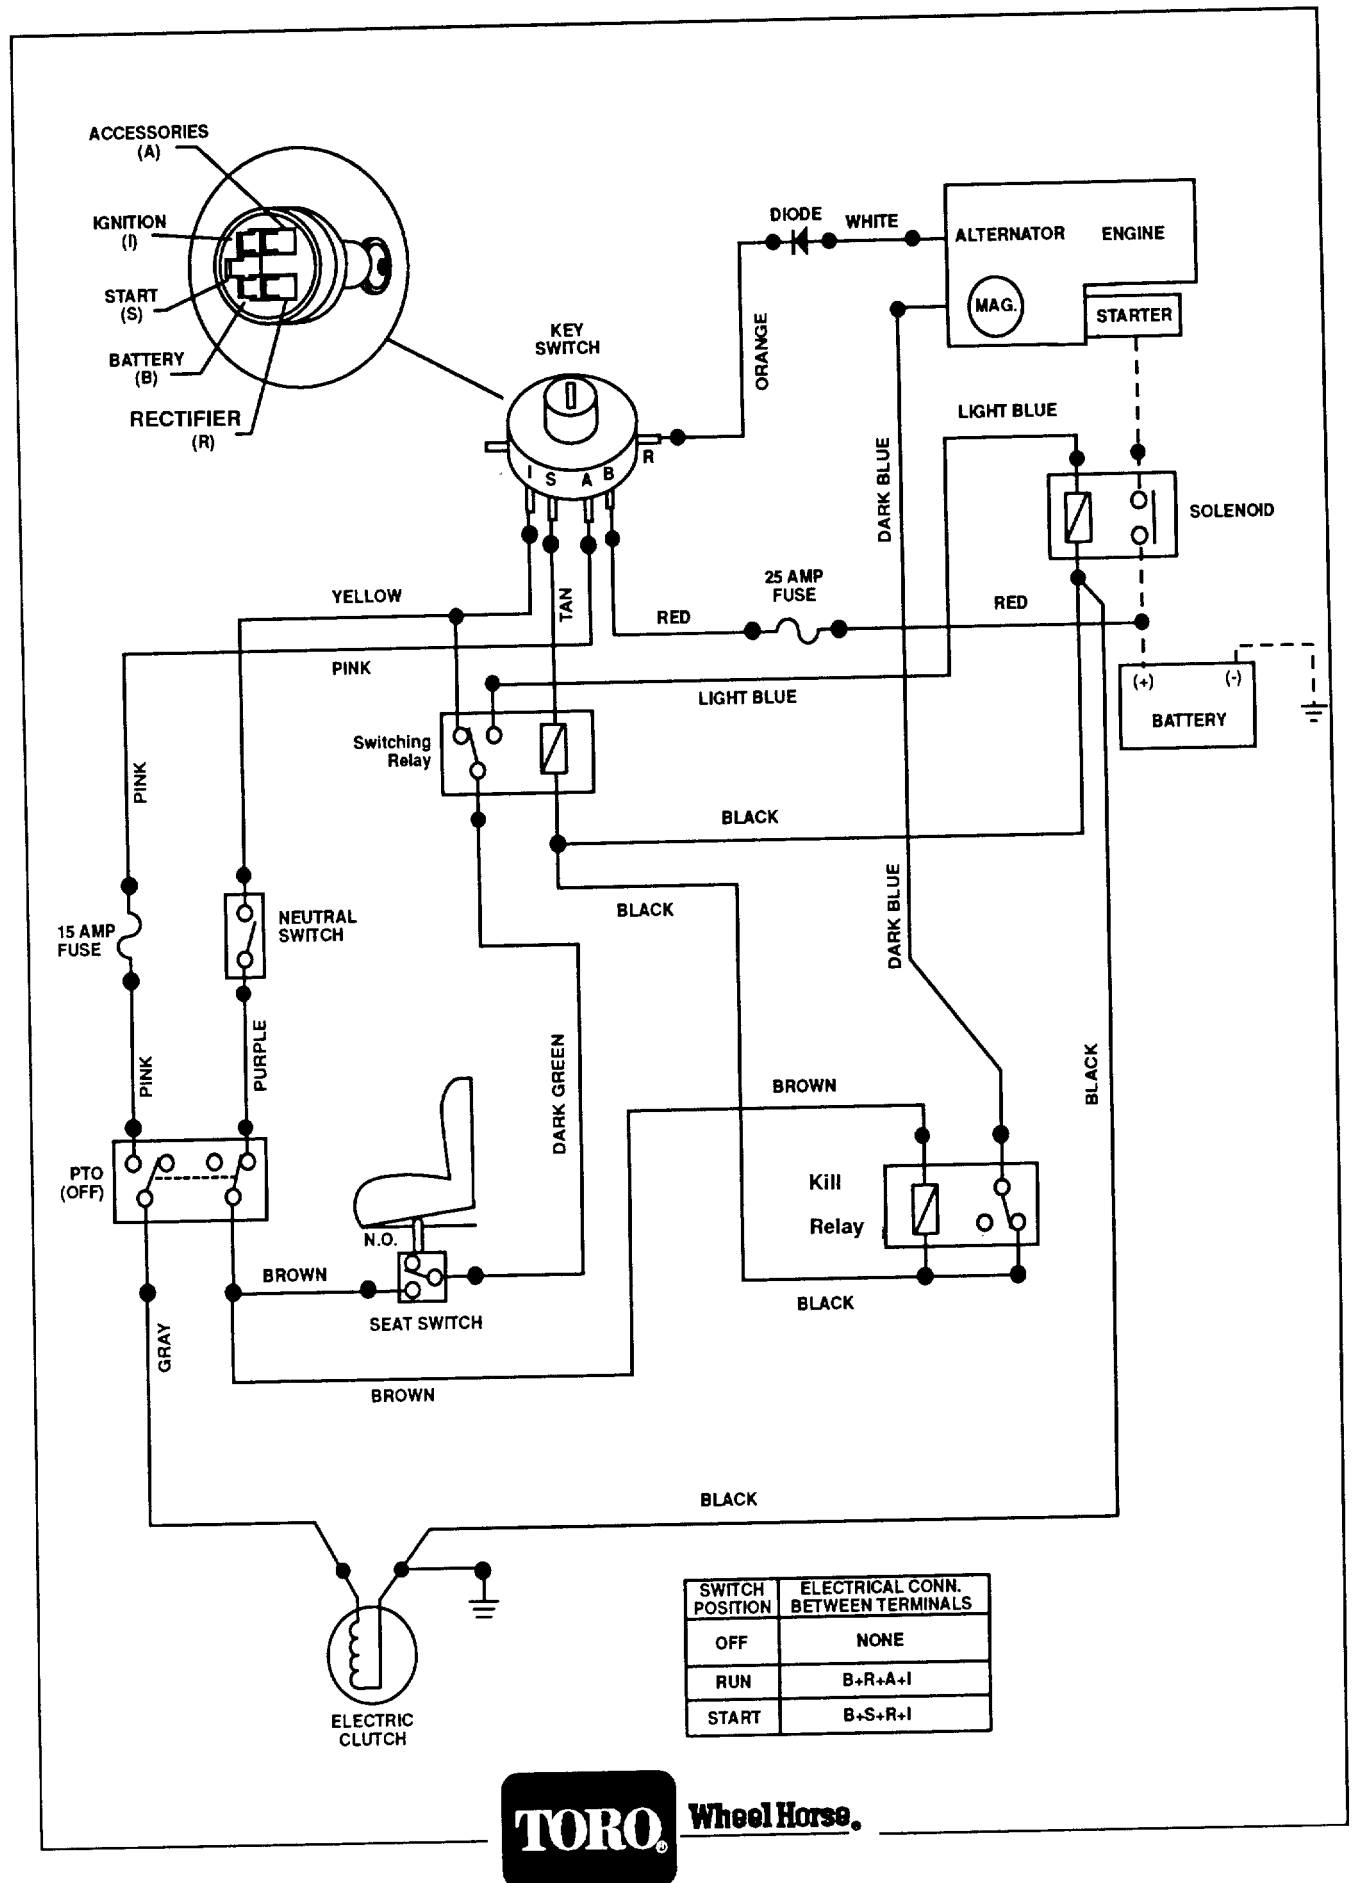 ACCESSORIES
(A)
IGNITION
(I)
START
(S)
BATTERY
(B)
RECTIFIER
(R)
KEY
SWITCH
I S A B R
DIODE
WHITE
ORANGE
ALTERNATOR ENGINE
MAG.
STARTER
LIGHT BLUE
DARK BLUE
SOLENOID
25 AMP
FUSE
RED
RED
YELLOW
TAN
PINK
LIGHT BLUE
(+) (-)
BATTERY
Switching
Relay
PINK
BLACK
BLACK
DARK BLUE
15 AMP
FUSE
NEUTRAL
SWITCH
PINK
PURPLE
DARK GREEN
BROWN
BLACK
PTO
(OFF)
Kill
Relay
N.O.
BROWN
SEAT SWITCH
BLACK
GRAY
BROWN
BLACK
ELECTRIC
CLUTCH
SWITCH POSITION ELECTRICAL CONN. BETWEEN TERMINALS
OFF NONE
RUN B+R+A+I
START B+S+R+I
TORO® Wheel Horse®